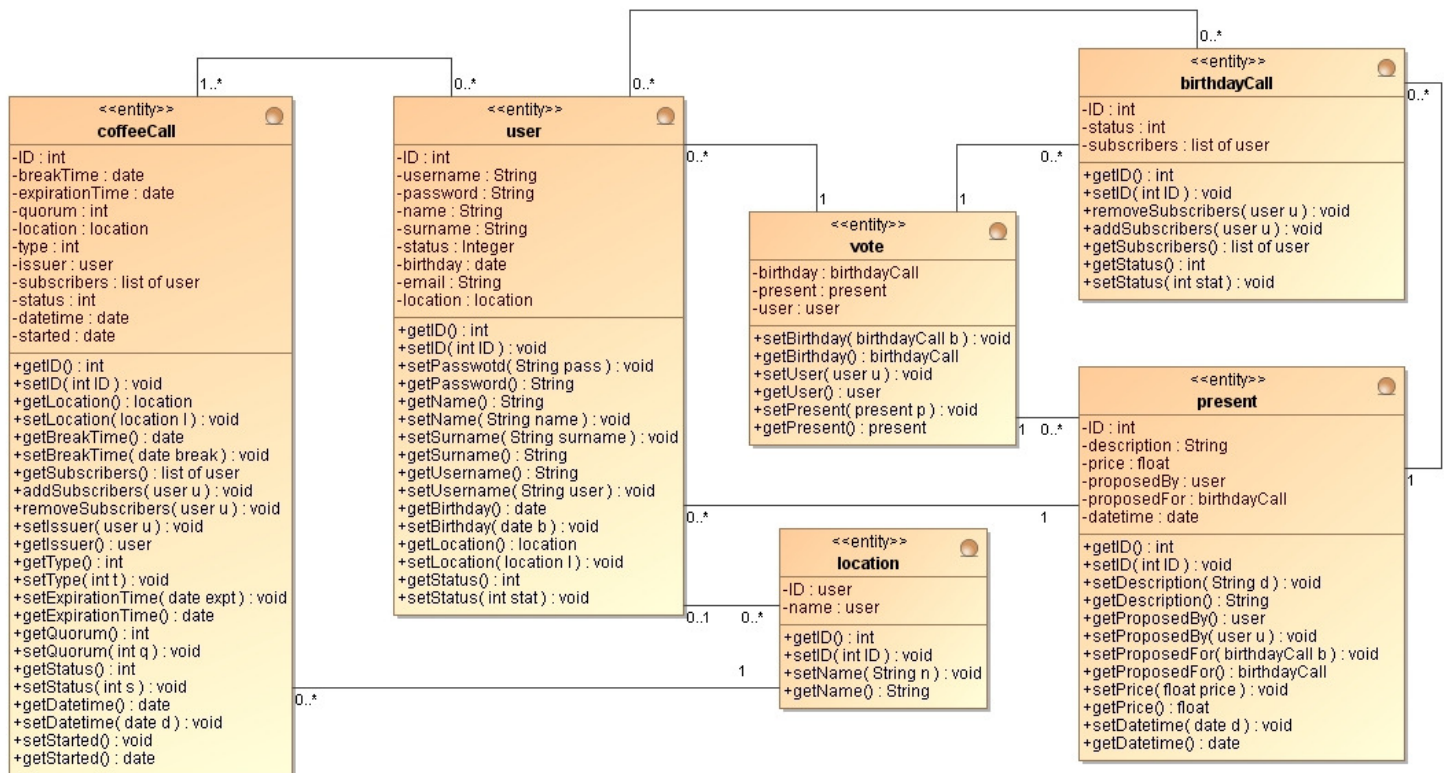 <<entity>>
coffeeCall
-ID : int
-breakTime : date
-expirationTime : date
-quorum : int
-location : location
-type : int
-issuer : user
-subscribers : list of user
-status : int
-datetime : date
-started : date
+getID() : int
+setID( int ID ) : void
+getLocation() : location
+setLocation( location l ) : void
+getBreakTime() : date
+setBreakTime( date break ) : void
+getSubscribers() : list of user
+addSubscribers( user u ) : void
+removeSubscribers( user u ) : void
+setIssuer( user u ) : void
+getIssuer() : user
+getType() : int
+setType( int t ) : void
+setExpirationTime( date expt ) : void
+getExpirationTime() : date
+getQuorum() : int
+setQuorum( int q ) : void
+getStatus() : int
+setStatus( int s ) : void
+getDatetime() : date
+setDatetime( date d ) : void
+setStarted() : void
+getStarted() : date
1..*
0..*
0..*
0..*
<<entity>>
user
-ID : int
-username : String
-password : String
-name : String
-surname : String
-status : Integer
-birthday : date
-email : String
-location : location
+getID() : int
+setID( int ID ) : void
+setPasswotd( String pass ) : void
+getPassword() : String
+getName() : String
+setName( String name ) : void
+setSurname( String surname ) : void
+getSurname() : String
+getUsername() : String
+setUsername( String user ) : void
+getBirthday() : date
+setBirthday( date b ) : void
+getLocation() : location
+setLocation( location l ) : void
+getStatus() : int
+setStatus( int stat ) : void
0..*
1
1
0..*
<<entity>>
vote
-birthday : birthdayCall
-present : present
-user : user
+setBirthday( birthdayCall b ) : void
+getBirthday() : birthdayCall
+setUser( user u ) : void
+getUser() : user
+setPresent( present p ) : void
+getPresent() : present
1 0..*
0..*
1
<<entity>>
location
-ID : user
-name : user
+getID() : int
+setID( int ID ) : void
+setName( String n ) : void
+getName() : String
0..1 0..*
0..*
1
<<entity>>
birthdayCall
-ID : int
-status : int
-subscribers : list of user
+getID() : int
+setID( int ID ) : void
+removeSubscribers( user u ) : void
+addSubscribers( user u ) : void
+getSubscribers() : list of user
+getStatus() : int
+setStatus( int stat ) : void
0..*
1
<<entity>>
present
-ID : int
-description : String
-price : float
-proposedBy : user
-proposedFor : birthdayCall
-datetime : date
+getID() : int
+setID( int ID ) : void
+setDescription( String d ) : void
+getDescription() : String
+getProposedBy() : user
+setProposedBy( user u ) : void
+setProposedFor( birthdayCall b ) : void
+getProposedFor() : birthdayCall
+setPrice( float price ) : void
+getPrice() : float
+setDatetime( date d ) : void
+getDatetime() : date